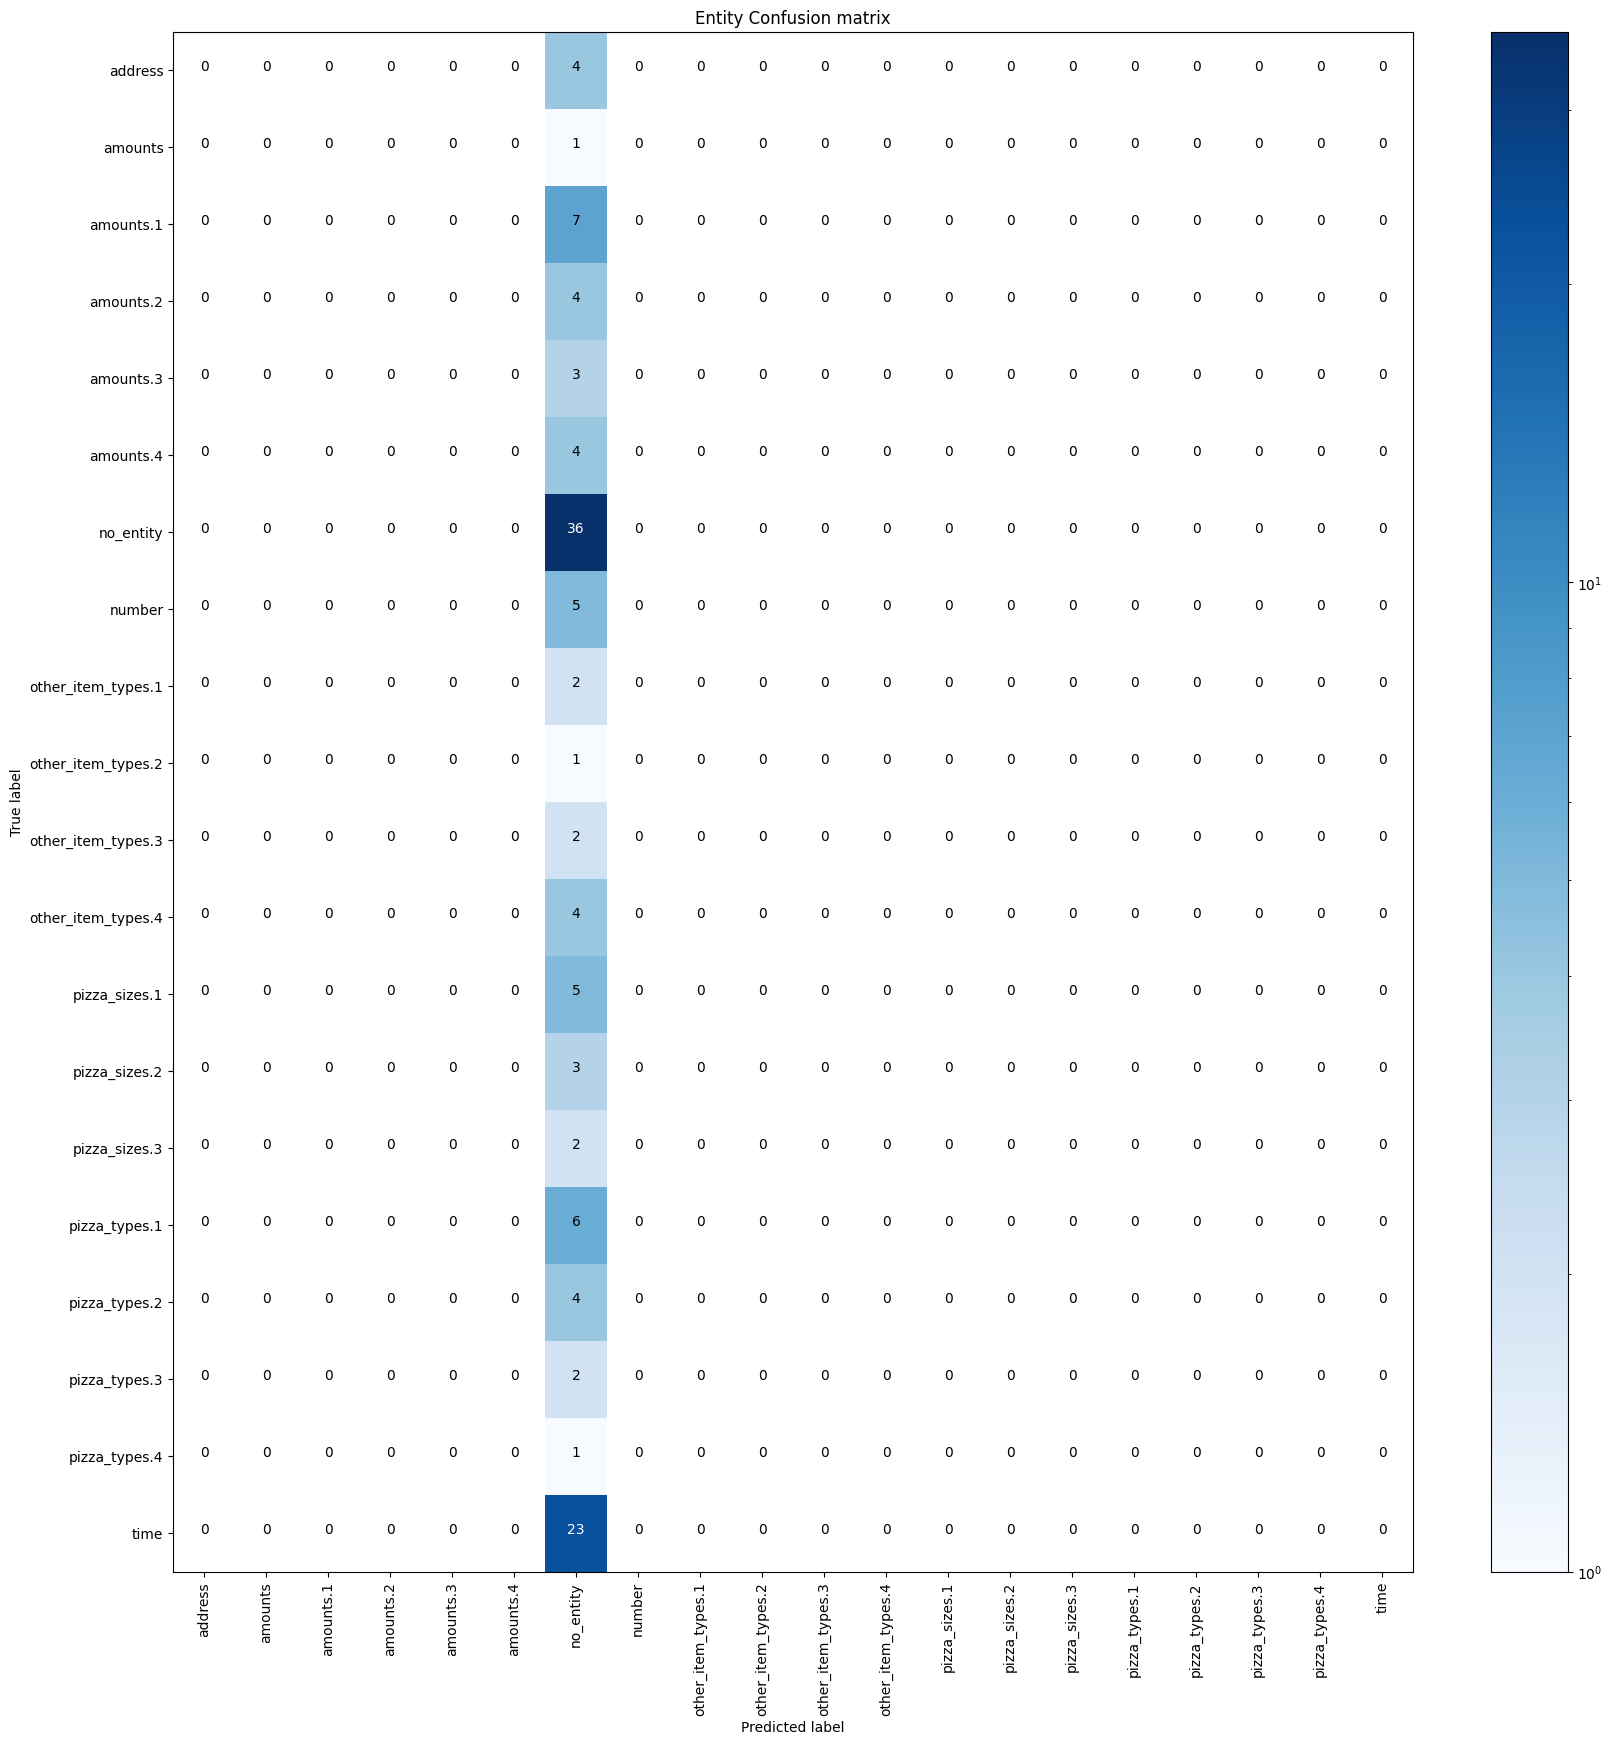 Entity Confusion matrix
address 0 0 0 0 0 0 4 0 0 0 0 0 0 0 0 0 0 0 0 0
amounts 0 0 0 0 0 0 1 0 0 0 0 0 0 0 0 0 0 0 0 0
amounts.1 0 0 0 0 0 0 7 0 0 0 0 0 0 0 0 0 0 0 0 0
amounts.2 0 0 0 0 0 0 4 0 0 0 0 0 0 0 0 0 0 0 0 0
amounts.3 0 0 0 0 0 0 3 0 0 0 0 0 0 0 0 0 0 0 0 0
amounts.4 0 0 0 0 0 0 4 0 0 0 0 0 0 0 0 0 0 0 0 0
no_entity 0 0 0 0 0 0 36 0 0 0 0 0 0 0 0 0 0 0 0 0
number 0 0 0 0 0 0 5 0 0 0 0 0 0 0 0 0 0 0 0 0
other_item_types.1 0 0 0 0 0 0 2 0 0 0 0 0 0 0 0 0 0 0 0 0
other_item_types.2 0 0 0 0 0 0 1 0 0 0 0 0 0 0 0 0 0 0 0 0
other_item_types.3 0 0 0 0 0 0 2 0 0 0 0 0 0 0 0 0 0 0 0 0
other_item_types.4 0 0 0 0 0 0 4 0 0 0 0 0 0 0 0 0 0 0 0 0
pizza_sizes.1 0 0 0 0 0 0 5 0 0 0 0 0 0 0 0 0 0 0 0 0
pizza_sizes.2 0 0 0 0 0 0 3 0 0 0 0 0 0 0 0 0 0 0 0 0
pizza_sizes.3 0 0 0 0 0 0 2 0 0 0 0 0 0 0 0 0 0 0 0 0
pizza_types.1 0 0 0 0 0 0 6 0 0 0 0 0 0 0 0 0 0 0 0 0
pizza_types.2 0 0 0 0 0 0 4 0 0 0 0 0 0 0 0 0 0 0 0 0
pizza_types.3 0 0 0 0 0 0 2 0 0 0 0 0 0 0 0 0 0 0 0 0
pizza_types.4 0 0 0 0 0 0 1 0 0 0 0 0 0 0 0 0 0 0 0 0
time 0 0 0 0 0 0 23 0 0 0 0 0 0 0 0 0 0 0 0 0
True label
address
amounts
amounts.1
amounts.2
amounts.3
amounts.4
no_entity
number
other_item_types.1
other_item_types.2
other_item_types.3
other_item_types.4
pizza_sizes.1
pizza_sizes.2
pizza_sizes.3
pizza_types.1
pizza_types.2
pizza_types.3
pizza_types.4
time
Predicted label
10¹
10⁰